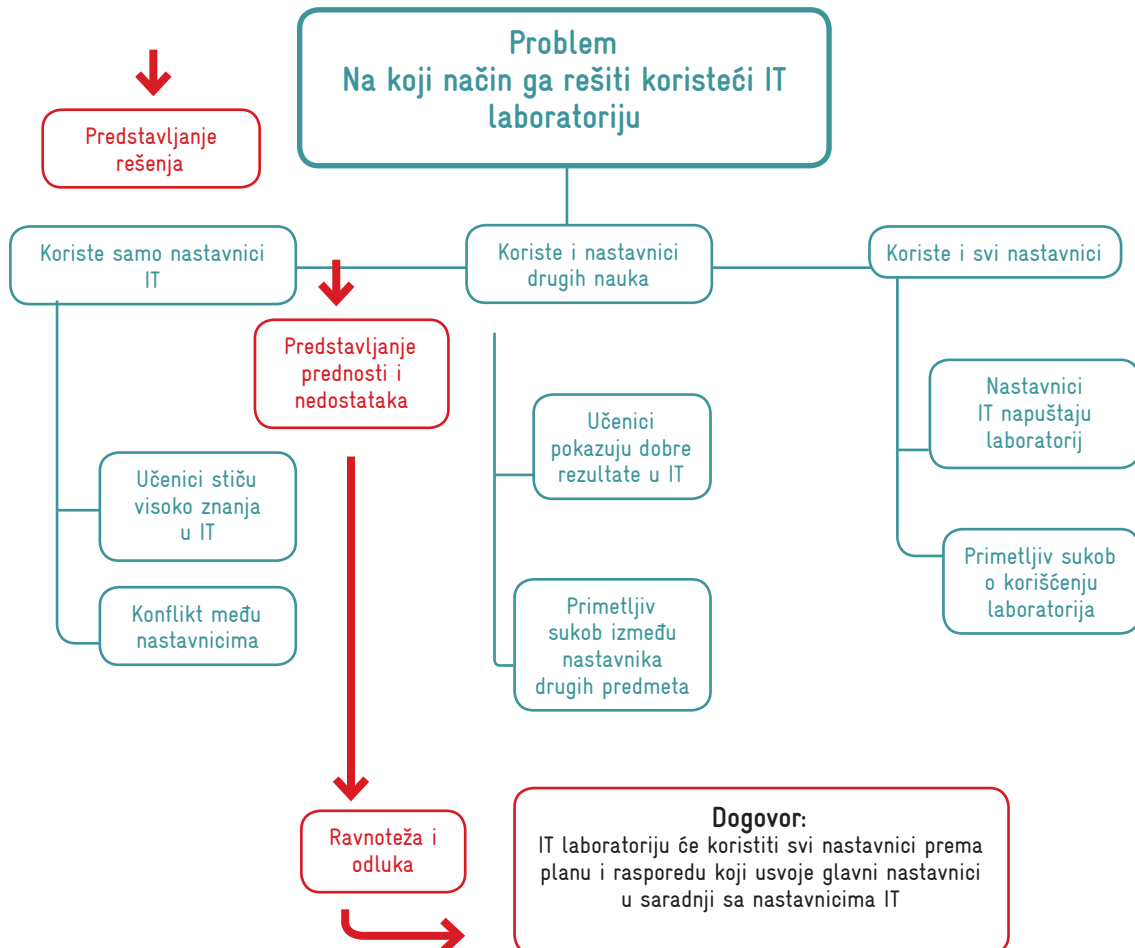 Problem
Na koji način ga rešiti koristeći IT
laboratoriju
Predstavljanje
rešenja
Koriste samo nastavnici
IT
Koriste i nastavnici
drugih nauka
Koriste i svi nastavnici
Predstavljanje
prednosti i
nedostataka
Učenici stiču
visoko znanja
u IT
Konflikt među
nastavnicima
Učenici
pokazuju dobre
rezultate u IT
Primetljiv
sukob između
nastavnika
drugih predmeta
Nastavnici
IT napuštaju
laboratorij
Primetljiv sukob
o korišćenju
laboratorija
Ravnoteža i
odluka
Dogovor:
IT laboratoriju će koristiti svi nastavnici prema
planu i rasporedu koji usvoje glavni nastavnici
u saradnji sa nastavnicima IT